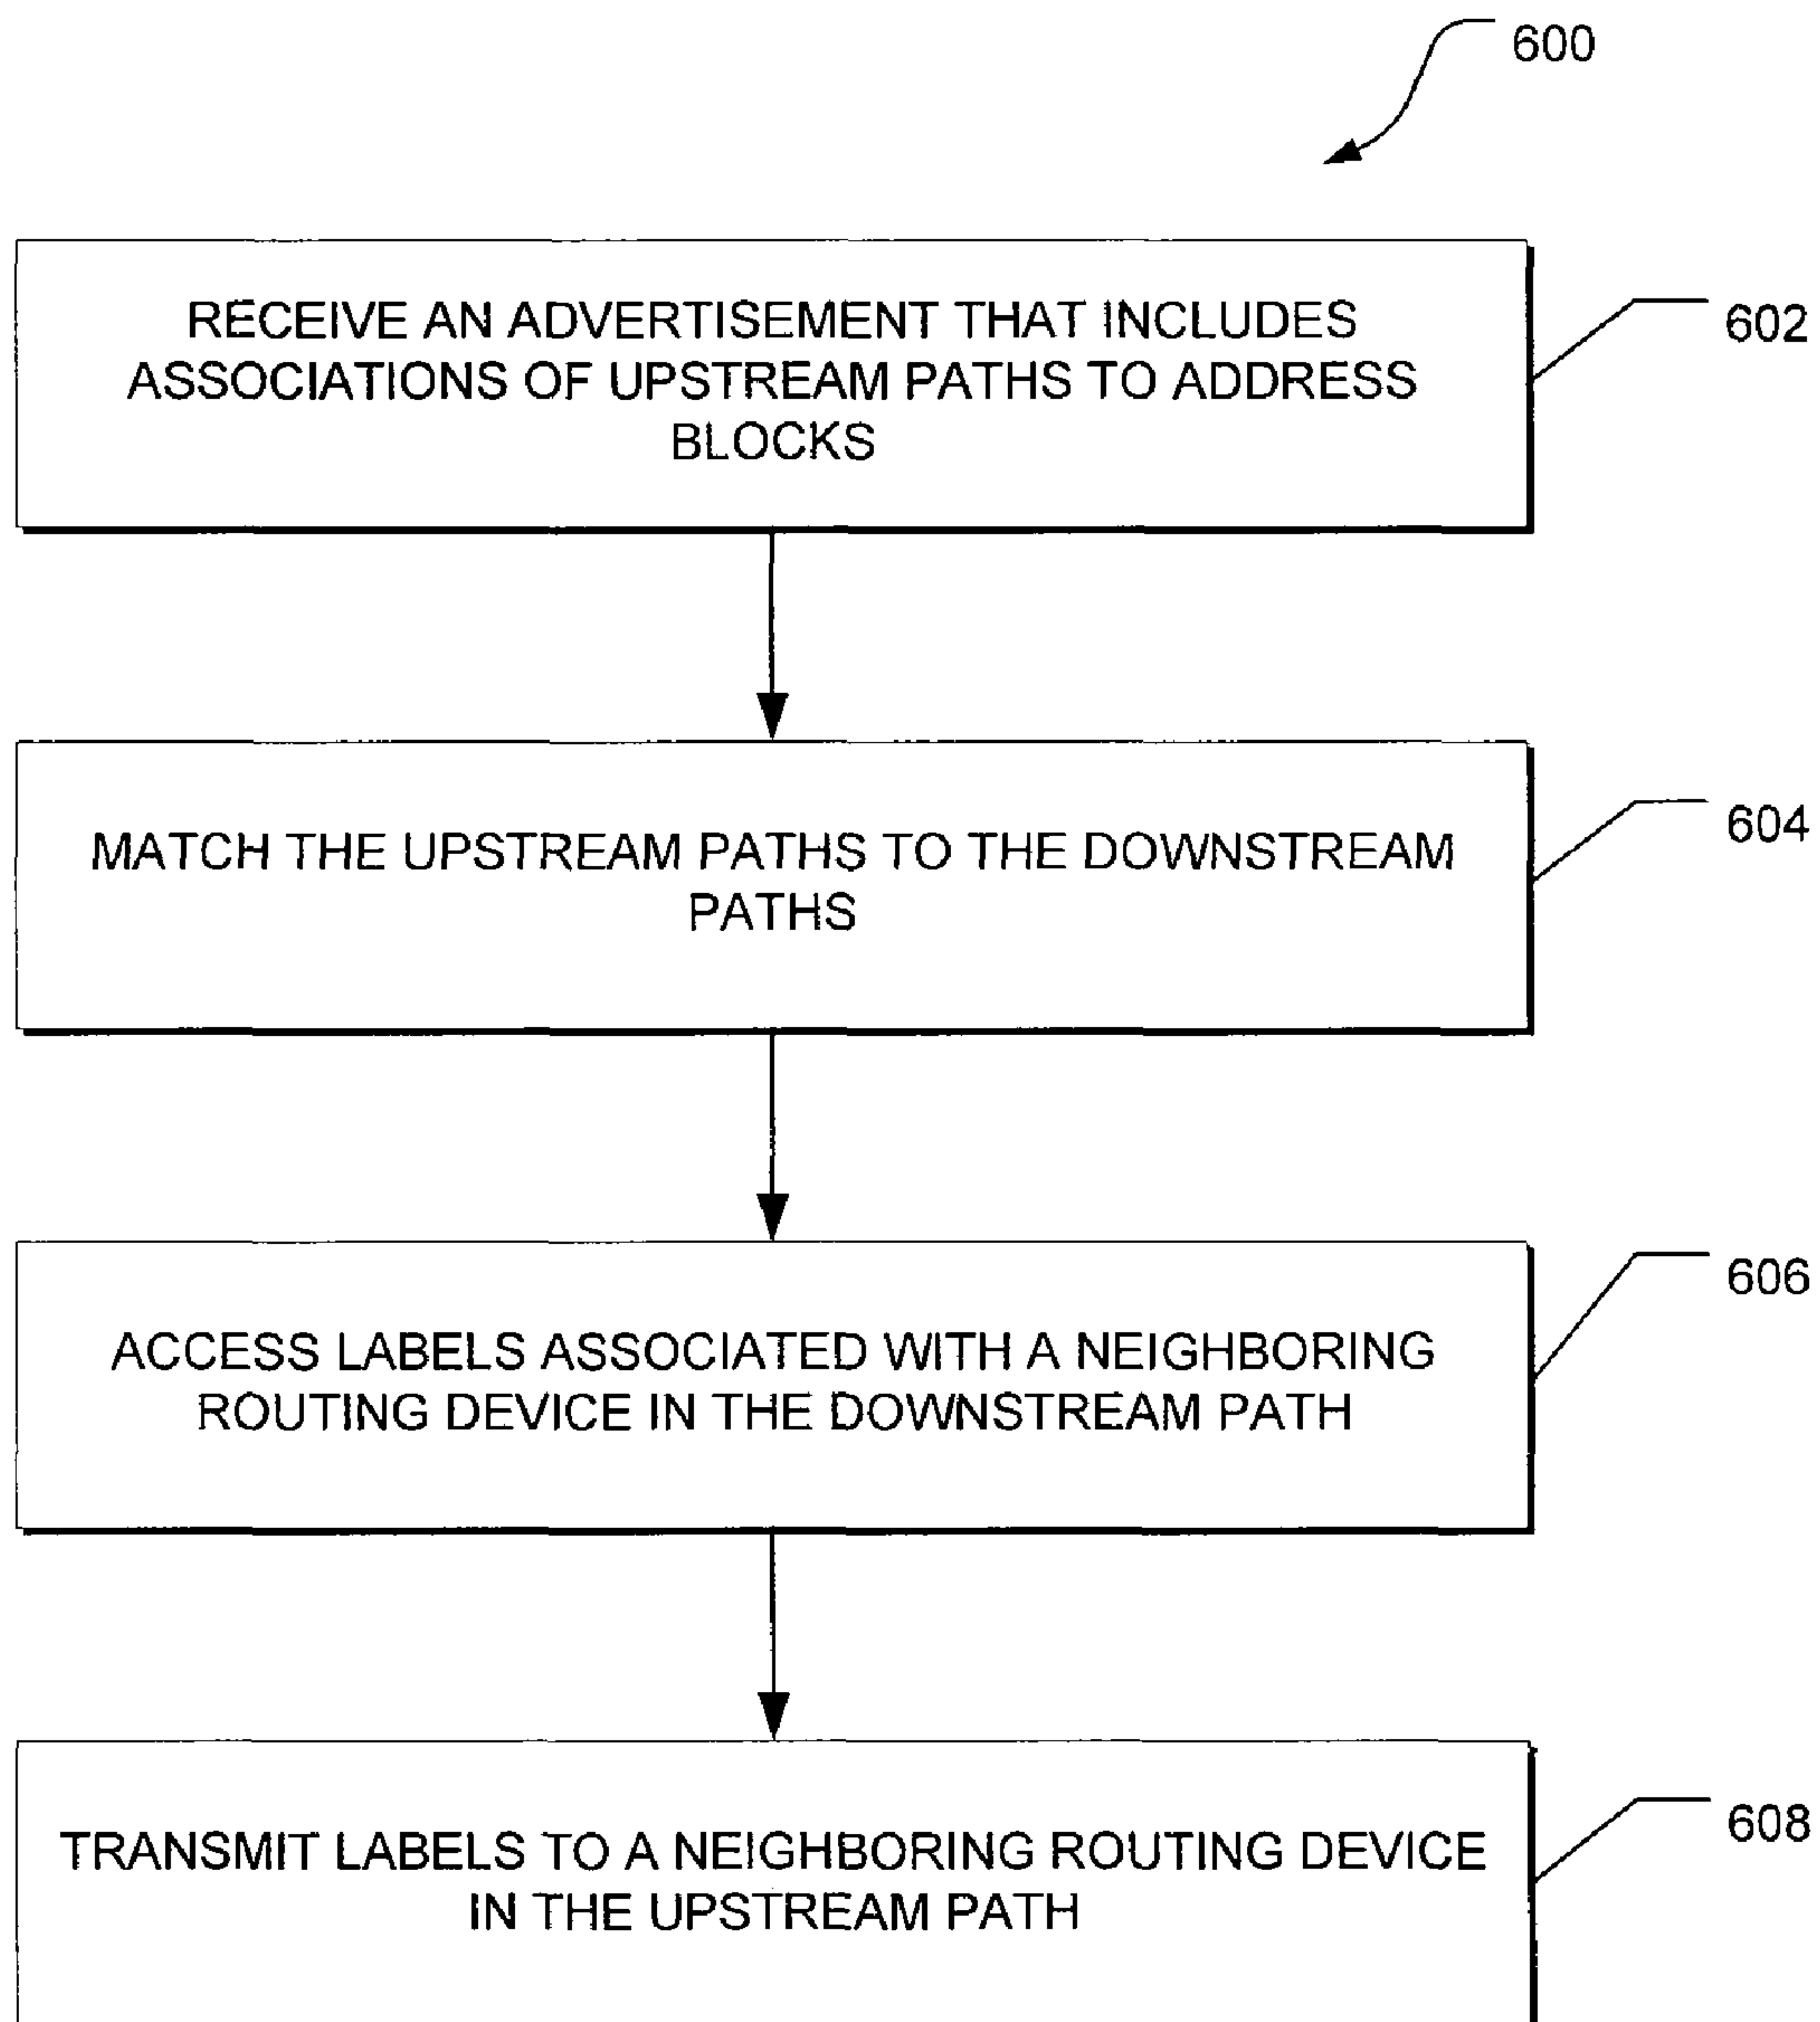 600
RECEIVE AN ADVERTISEMENT THAT INCLUDES
ASSOCIATIONS OF UPSTREAM PATHS TO ADDRESS
BLOCKS
602
MATCH THE UPSTREAM PATHS TO THE DOWNSTREAM
PATHS
604
ACCESS LABELS ASSOCIATED WITH A NEIGHBORING
ROUTING DEVICE IN THE DOWNSTREAM PATH
606
TRANSMIT LABELS TO A NEIGHBORING ROUTING DEVICE
IN THE UPSTREAM PATH
608